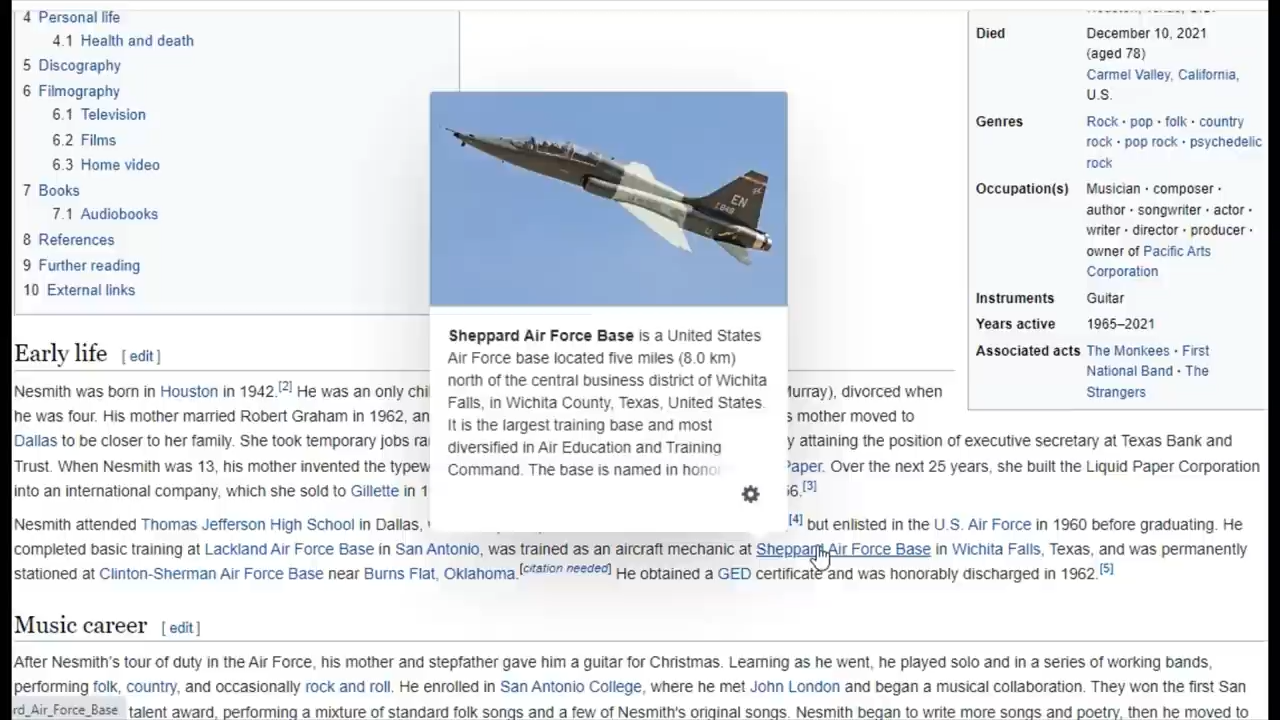 4 Personal life
4.1 Health and death
5 Discography
6 Filmography
6.1 Television
6.2 Films
6.3 Home video
7 Books
7.1 Audiobooks
8 References
9 Further reading
10 External links
Died December 10, 2021
(aged 78)
Carmel Valley, California,
U.S.
Genres Rock · pop · folk · country
rock · pop rock · psychedelic
rock
Occupation(s) Musician · composer ·
author · songwriter · actor ·
writer · director · producer ·
owner of Pacific Arts
Corporation
Instruments Guitar
Years active 1965–2021
Associated acts The Monkees · First
National Band · The
Strangers
EN
Sheppard Air Force Base is a United States
Air Force base located five miles (8.0 km)
north of the central business district of Wichita
Falls, in Wichita County, Texas, United States.
It is the largest training base and most
diversified in Air Education and Training
Command. The base is named in honor
Early life [ edit ]
Nesmith was born in Houston in 1942.[2] He was an only chil Murray), divorced when
he was four. His mother married Robert Graham in 1962, an s mother moved to
Dallas to be closer to her family. She took temporary jobs ra y attaining the position of executive secretary at Texas Bank and
Trust. When Nesmith was 13, his mother invented the typew Paper. Over the next 25 years, she built the Liquid Paper Corporation
into an international company, which she sold to Gillette in 1 6.[3]
Nesmith attended Thomas Jefferson High School in Dallas, [4] but enlisted in the U.S. Air Force in 1960 before graduating. He
completed basic training at Lackland Air Force Base in San Antonio, was trained as an aircraft mechanic at Sheppard Air Force Base in Wichita Falls, Texas, and was permanently
stationed at Clinton-Sherman Air Force Base near Burns Flat, Oklahoma.[citation needed] He obtained a GED certificate and was honorably discharged in 1962.[5]
Music career [ edit ]
After Nesmith's tour of duty in the Air Force, his mother and stepfather gave him a guitar for Christmas. Learning as he went, he played solo and in a series of working bands,
performing folk, country, and occasionally rock and roll. He enrolled in San Antonio College, where he met John London and began a musical collaboration. They won the first San
rd_Air_Force_Base talent award, performing a mixture of standard folk songs and a few of Nesmith's original songs. Nesmith began to write more songs and poetry, then he moved to